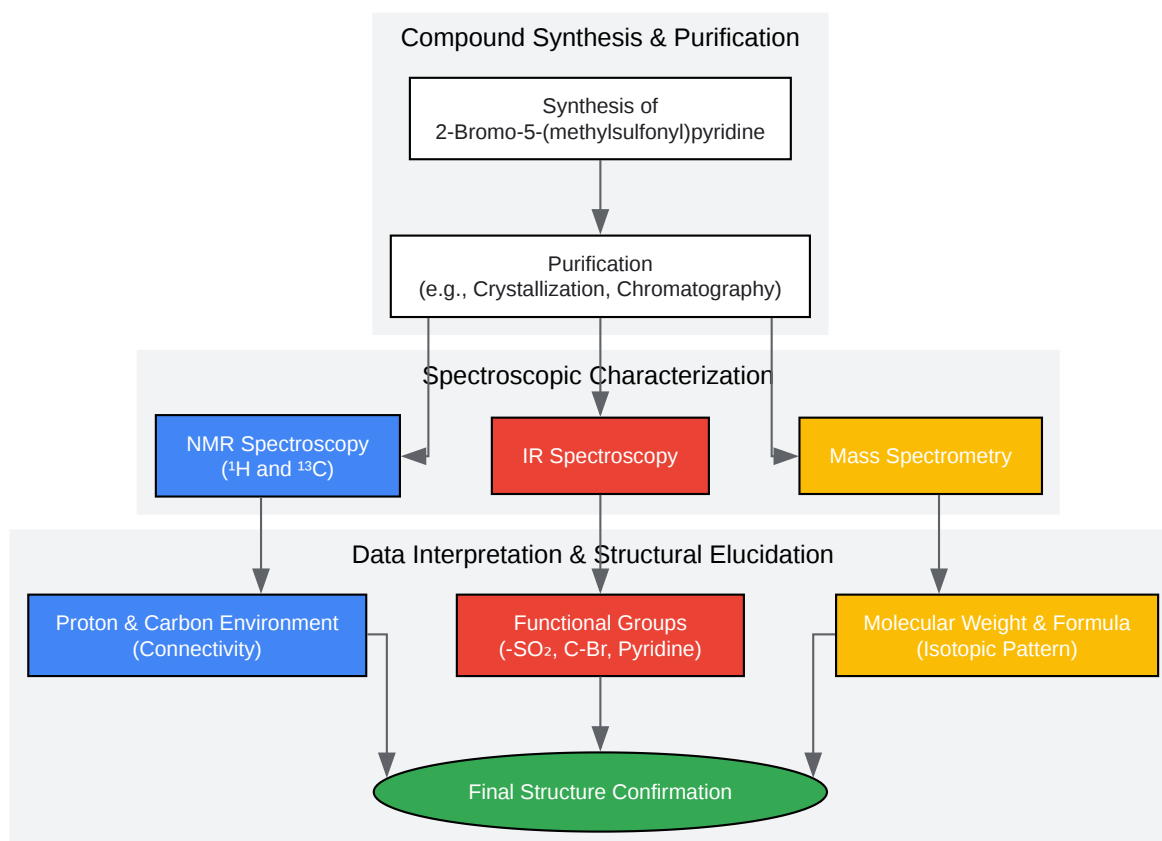 Compound Synthesis & Purification
Synthesis of
2-Bromo-5-(methylsulfonyl)pyridine
Purification
(e.g., Crystallization, Chromatography)
Spectroscopic Characterization
NMR Spectroscopy
(¹H and ¹³C)
IR Spectroscopy
Mass Spectrometry
Data Interpretation & Structural Elucidation
Proton & Carbon Environment
(Connectivity)
Functional Groups
(-SO₂, C-Br, Pyridine)
Molecular Weight & Formula
(Isotopic Pattern)
Final Structure Confirmation